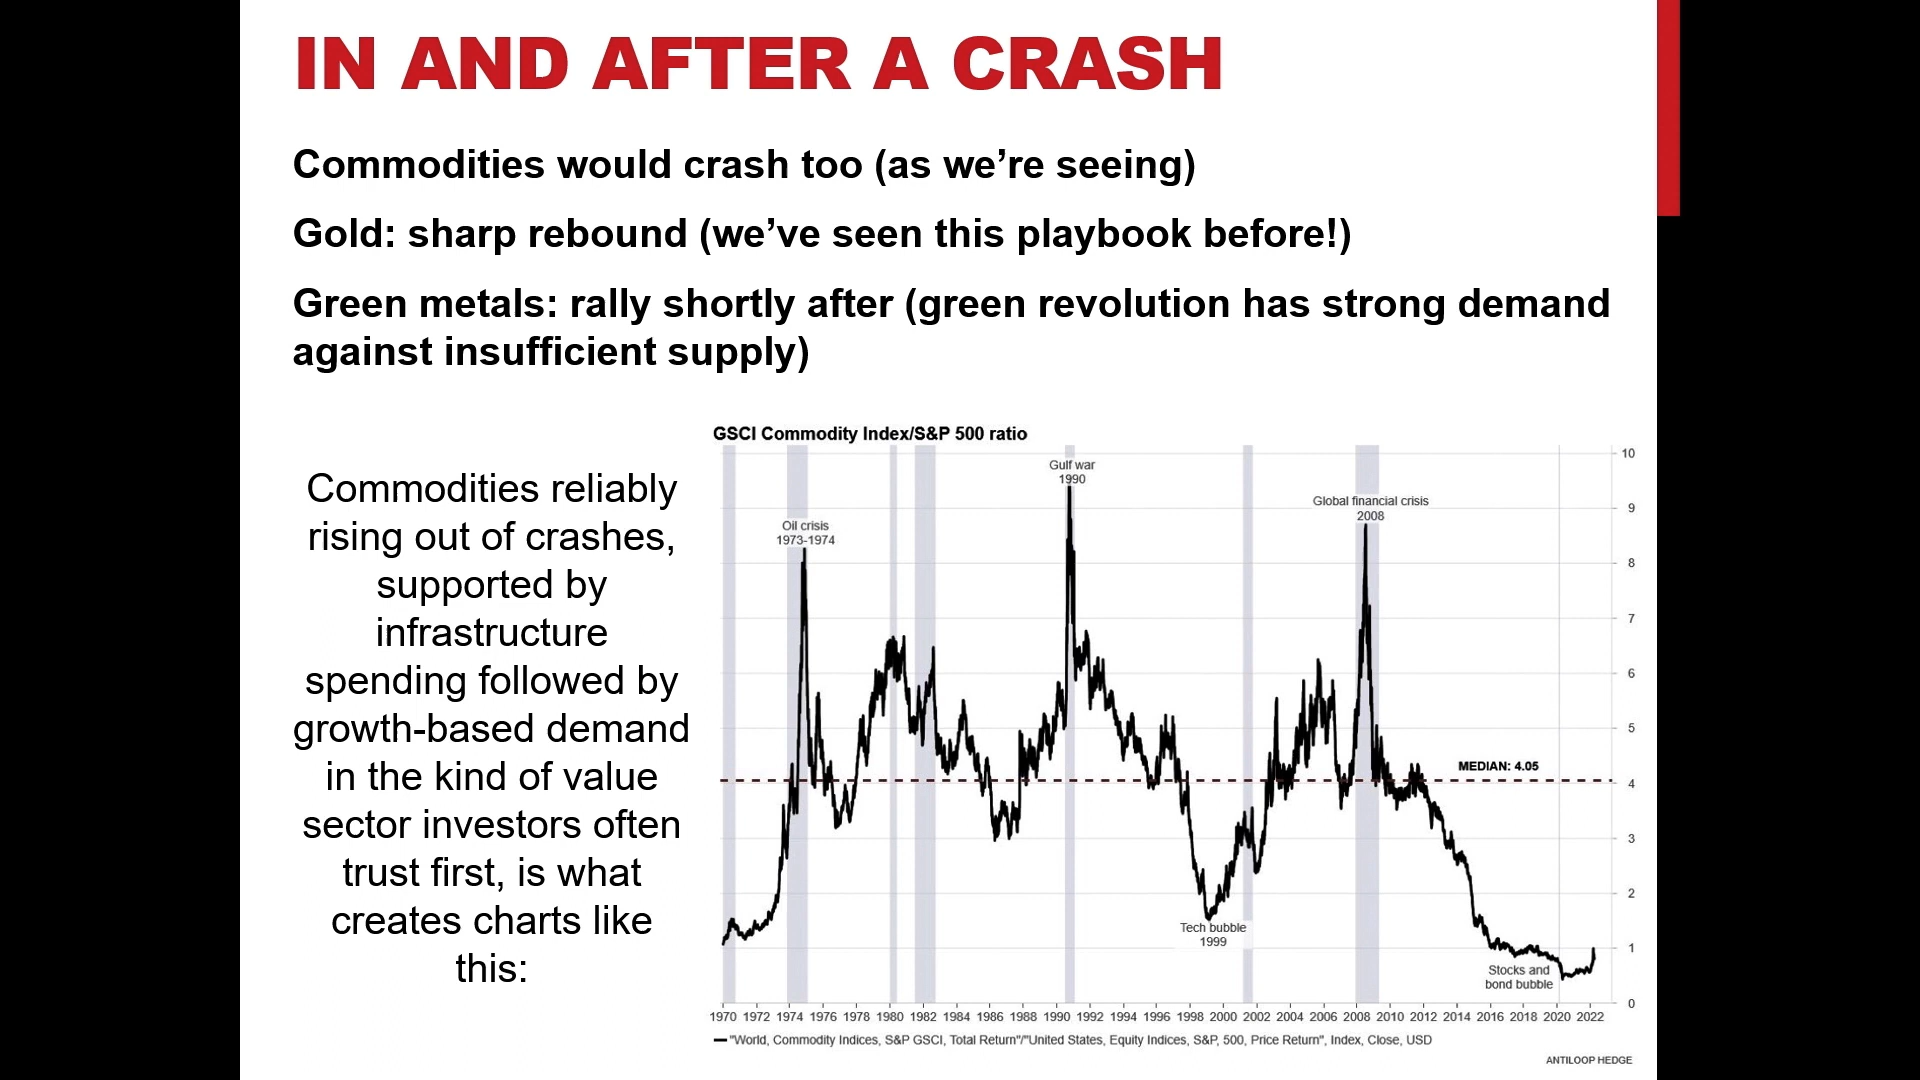 IN AND AFTER A CRASH
Commodities would crash too (as we’re seeing)
Gold: sharp rebound (we’ve seen this playbook before!)
Green metals: rally shortly after (green revolution has strong demand
against insufficient supply)
Commodities reliably
rising out of crashes,
supported by
infrastructure
spending followed by
growth-based demand
in the kind of value
sector investors often
trust first, is what
creates charts like
this:
GSCI Commodity Index/S&P 500 ratio
Oil crisis
1973-1974
Gulf war
1990
Global financial crisis
2008
MEDIAN: 4.05
Tech bubble
1999
Stocks and
bond bubble
10
9
8
7
6
5
4
3
2
1
0
1970 1972 1974 1976 1978 1980 1982 1984 1986 1988 1990 1992 1994 1996 1998 2000 2002 2004 2006 2008 2010 2012 2014 2016 2018 2020 2022
"World, Commodity Indices, S&P GSCI, Total Return"/"United States, Equity Indices, S&P, 500, Price Return", Index, Close, USD
ANTILOOP HEDGE